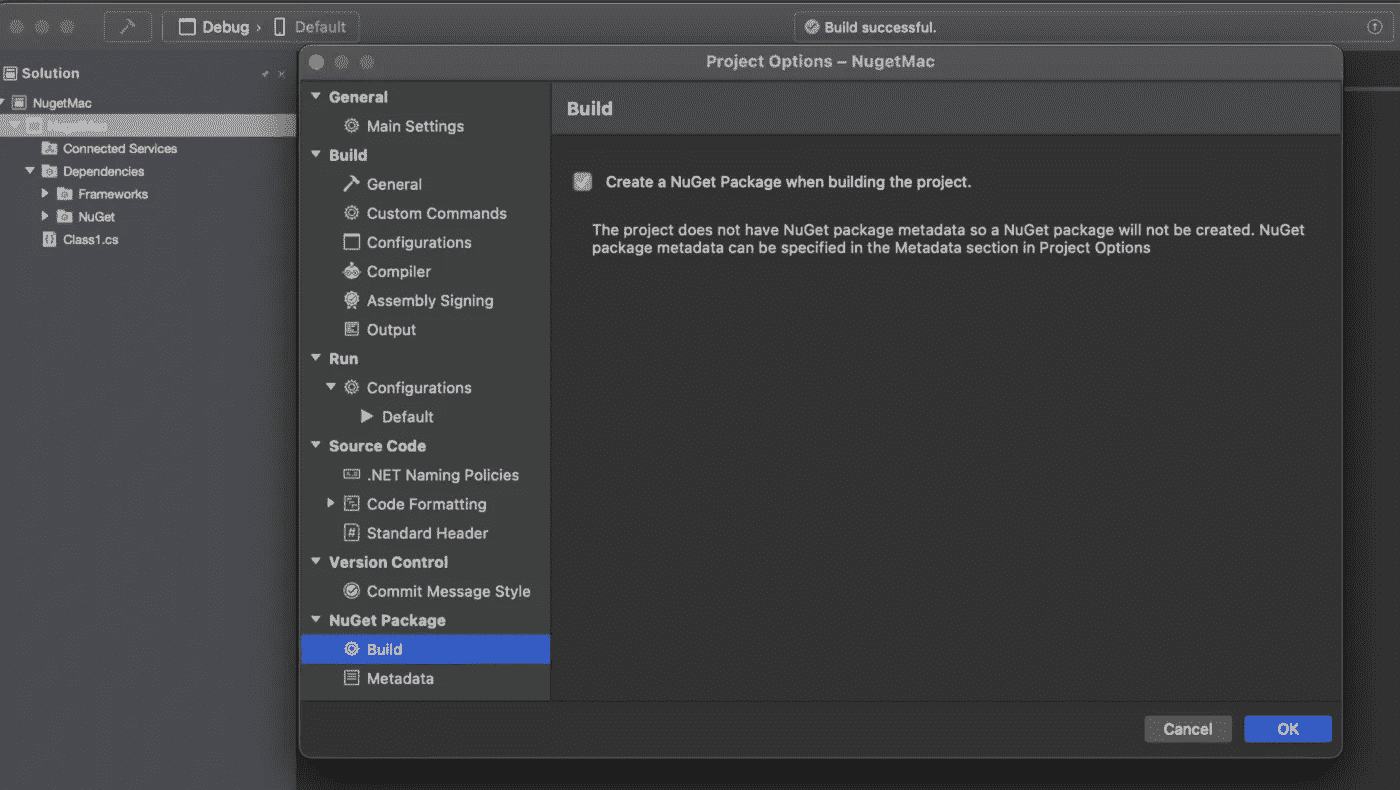 Debug › Default
Build successful.
Solution
NugetMac
Connected Services
Dependencies
Frameworks
NuGet
Class1.cs
Project Options – NugetMac
General
Main Settings
Build
General
Custom Commands
Configurations
Compiler
Assembly Signing
Output
Run
Configurations
Default
Source Code
.NET Naming Policies
Code Formatting
Standard Header
Version Control
Commit Message Style
NuGet Package
Build
Metadata
Build
Create a NuGet Package when building the project.
The project does not have NuGet package metadata so a NuGet package will not be created. NuGet
package metadata can be specified in the Metadata section in Project Options
Cancel
OK